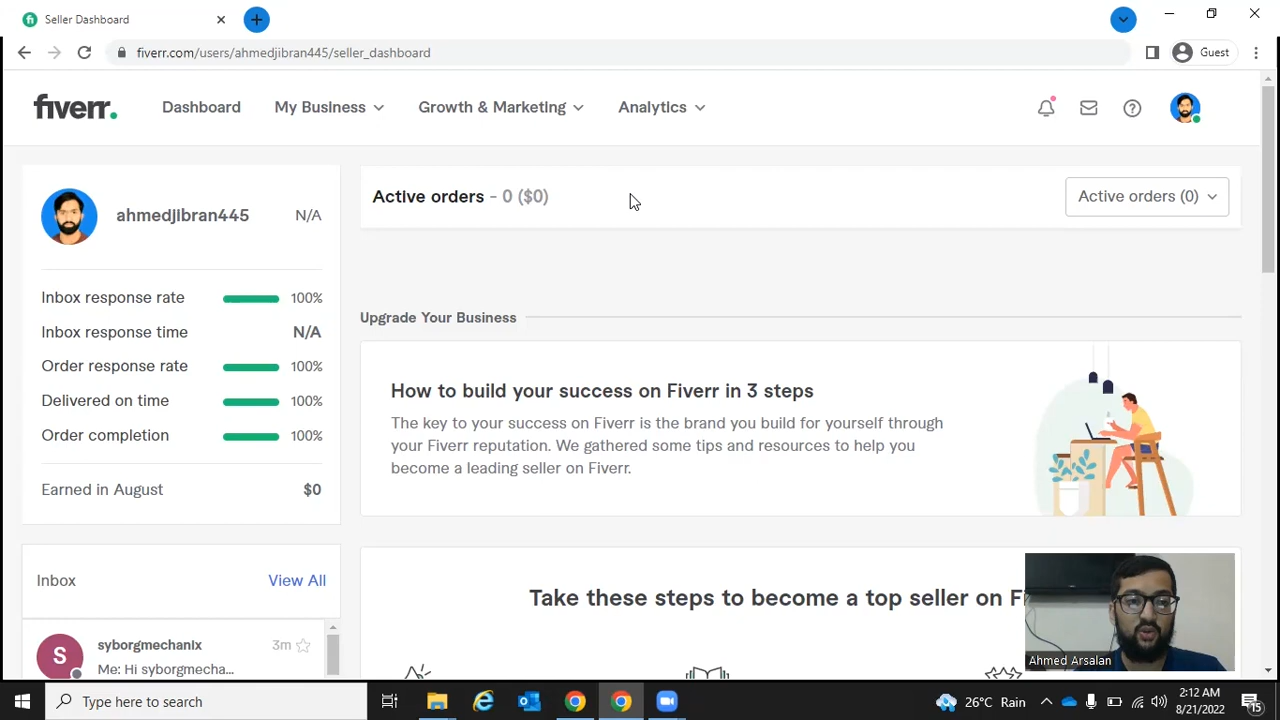 Seller Dashboard
fiverr.com/users/ahmedjibran445/seller_dashboard
Guest
fiverr.
Dashboard
My Business
Growth & Marketing
Analytics
ahmedjibran445 N/A
Inbox response rate 100%
Inbox response time N/A
Order response rate 100%
Delivered on time 100%
Order completion 100%
Earned in August $0
Inbox View All
S
syborgmechanix 3m
Me: Hi syborgmecha...
Active orders - 0 ($0)
Active orders (0)
Upgrade Your Business
How to build your success on Fiverr in 3 steps
The key to your success on Fiverr is the brand you build for yourself through
your Fiverr reputation. We gathered some tips and resources to help you
become a leading seller on Fiverr.
Take these steps to become a top seller on Fi
Ahmed Arsalan
Type here to search
26°C Rain
2:12 AM
8/21/2022
15